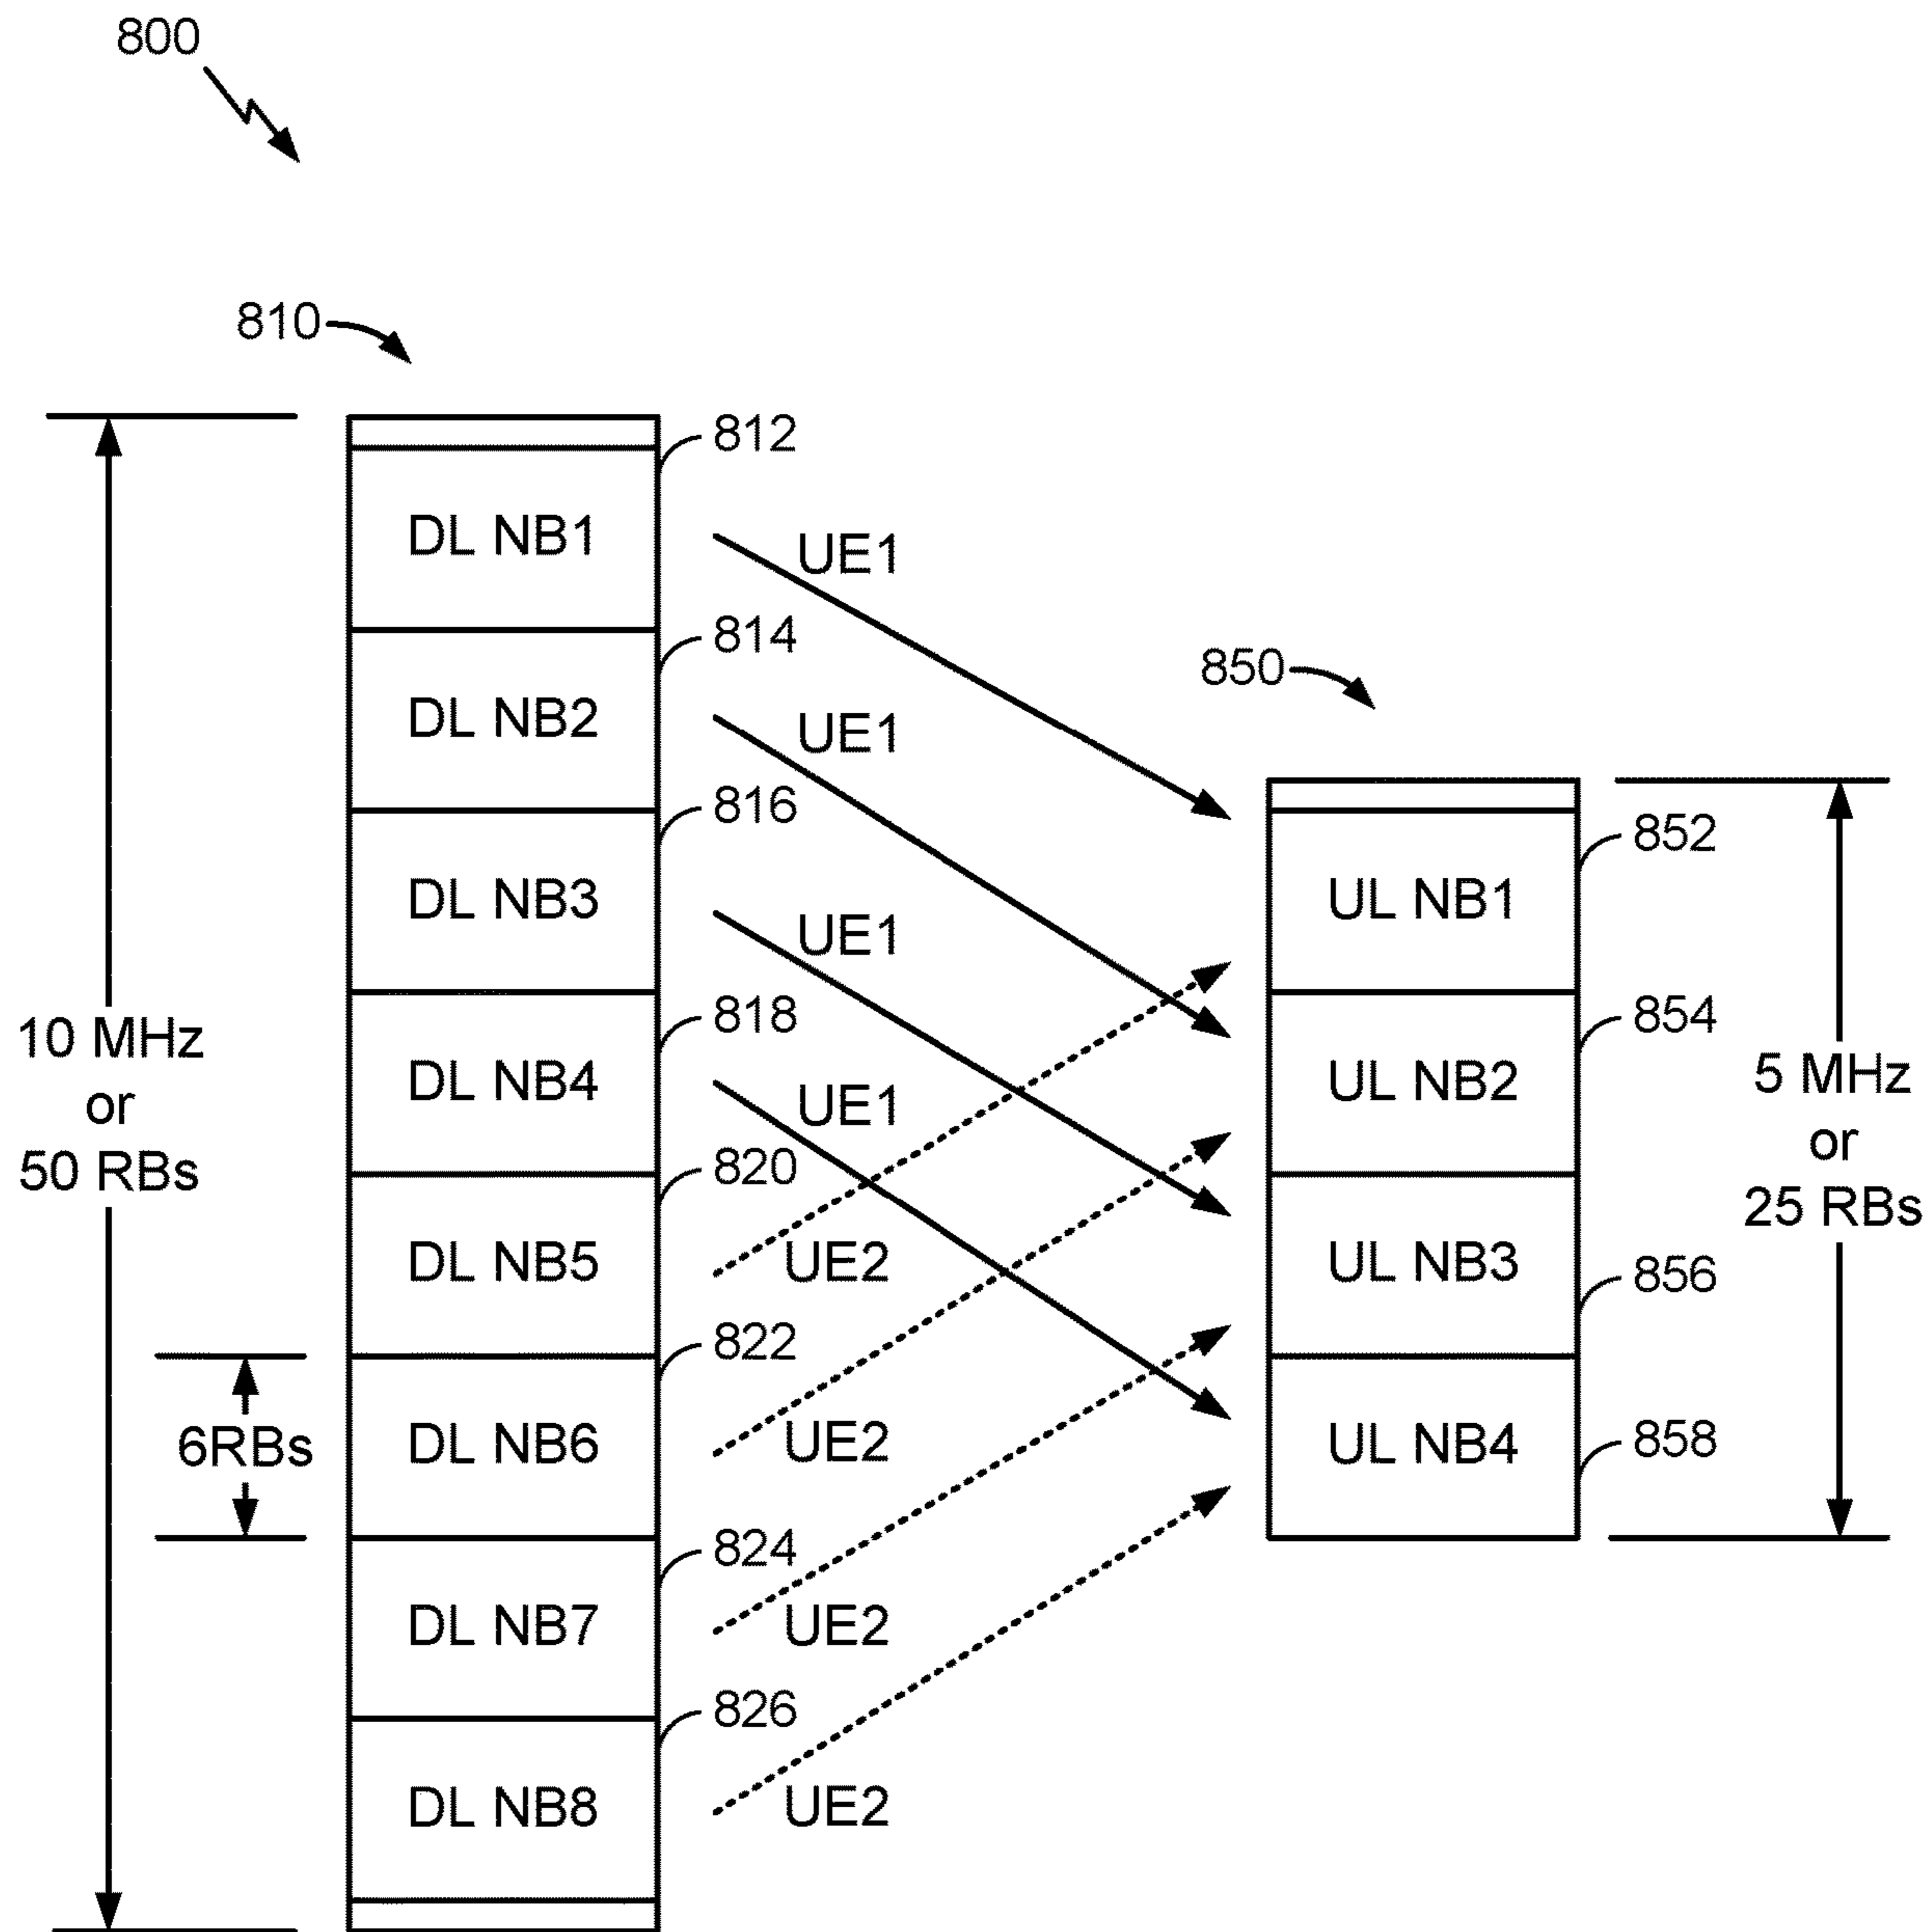 800
810
812
DL NB1
UE1
814
850
DL NB2
UE1
816
852
DL NB3
UL NB1
UE1
818
854
10 MHz
or
50 RBs
DL NB4
UE1
UL NB2
5 MHz
or
25 RBs
820
DL NB5
UE2
UL NB3
856
822
6RBs
DL NB6
UE2
UL NB4
858
824
DL NB7
UE2
826
DL NB8
UE2